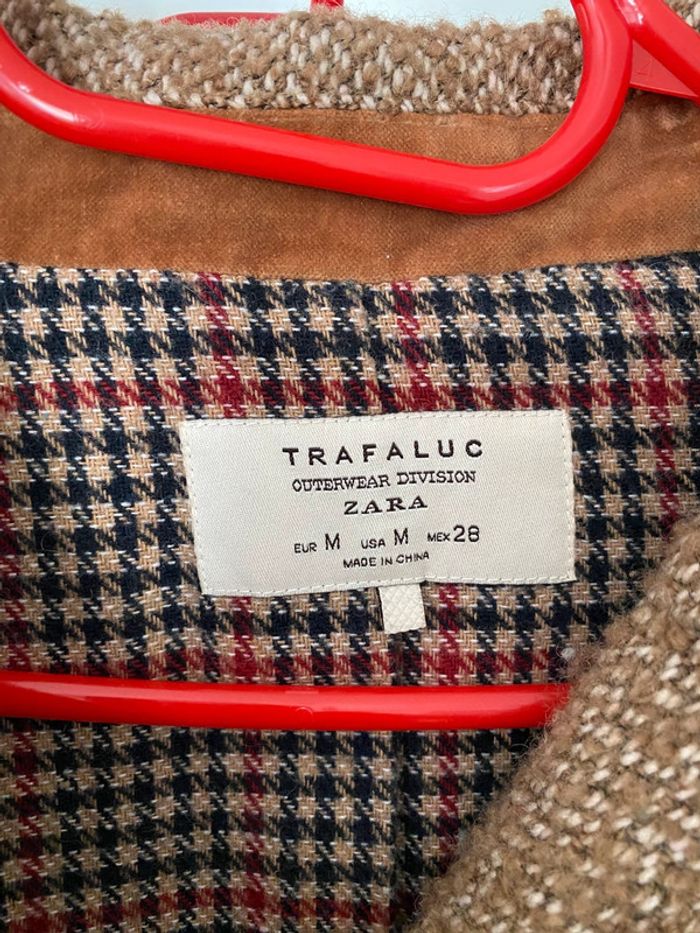 TRAFALUC
OUTERWEAR DIVISION
ZARA
EUR M USA M MEX 28
MADE IN CHINA